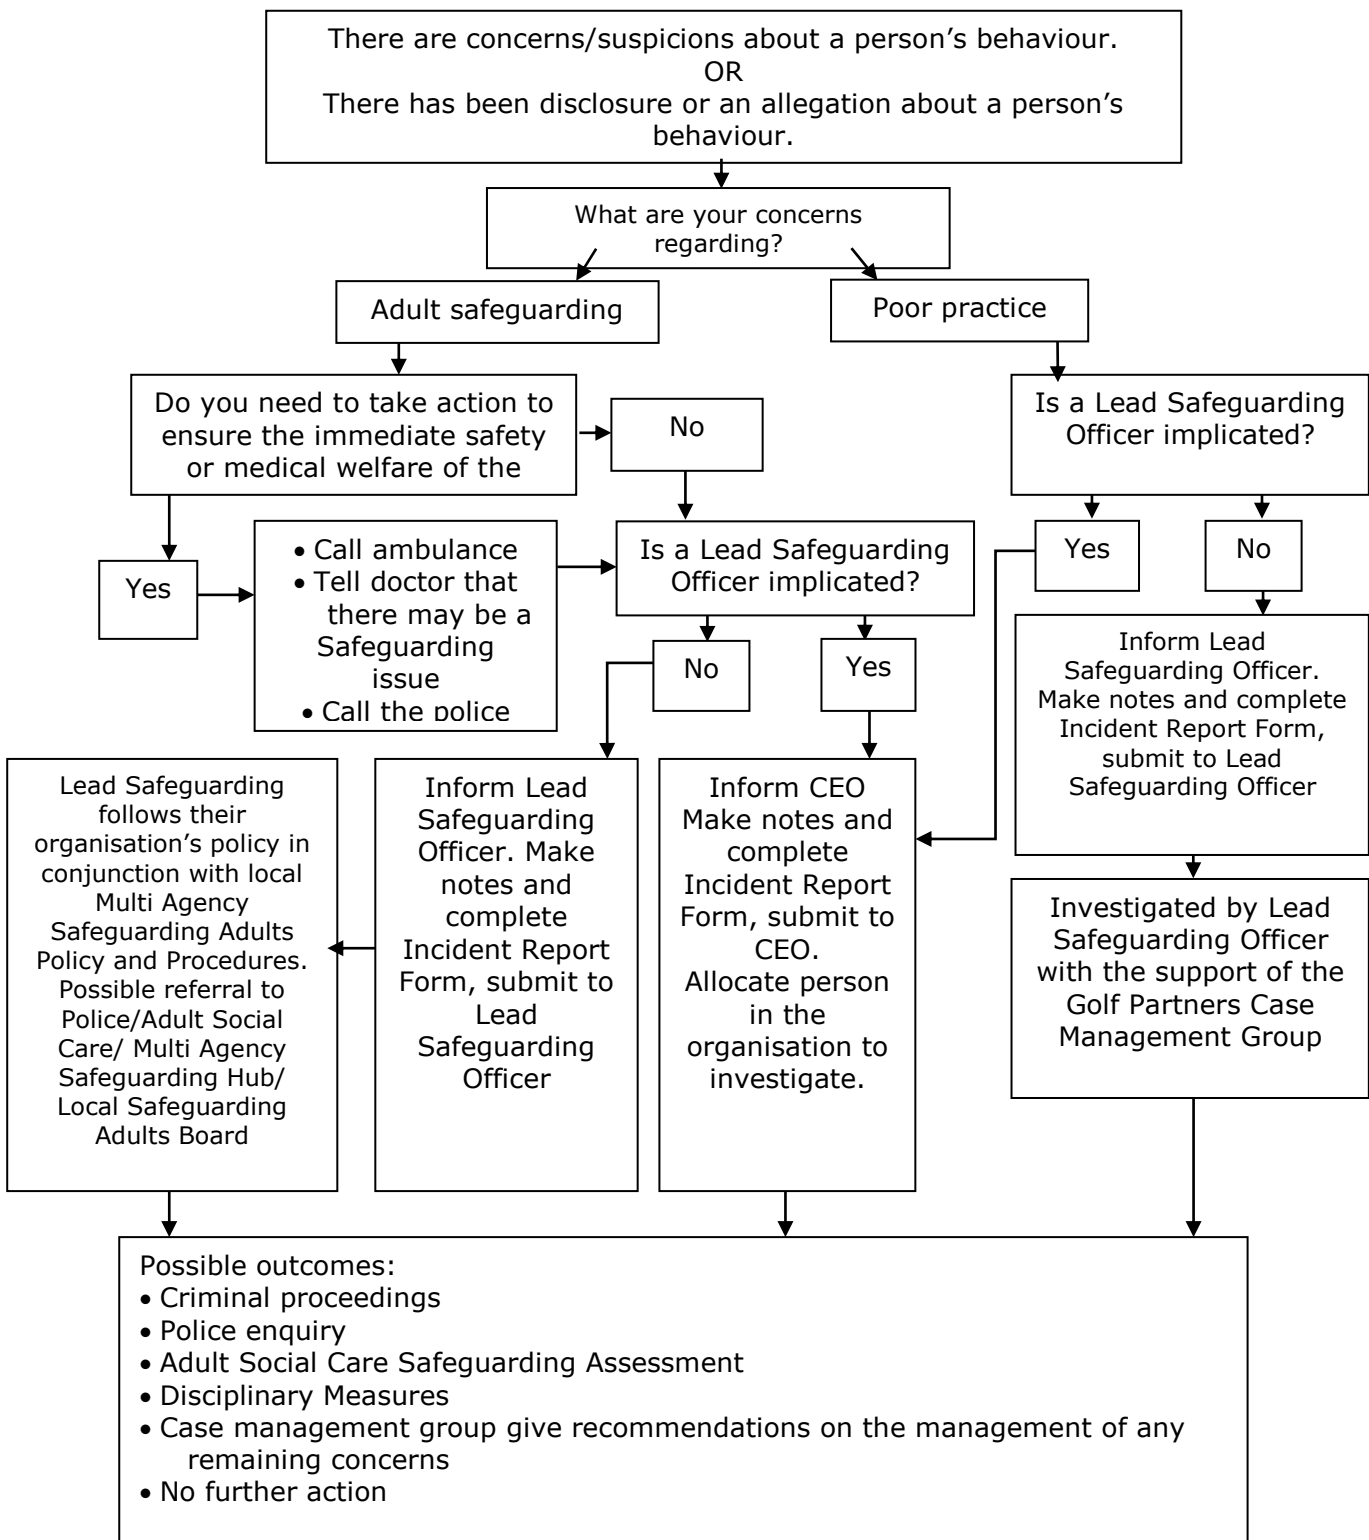 There are concerns/suspicions about a person’s behaviour.
OR
There has been disclosure or an allegation about a person’s
behaviour.
What are your concerns
regarding?
Adult safeguarding
Poor practice
Do you need to take action to
ensure the immediate safety
or medical welfare of the
No
Is a Lead Safeguarding
Officer implicated?
Yes
• Call ambulance
• Tell doctor that
there may be a
Safeguarding
issue
• Call the police
Is a Lead Safeguarding
Officer implicated?
Yes
No
No
Yes
Inform Lead
Safeguarding Officer.
Make notes and complete
Incident Report Form,
submit to Lead
Safeguarding Officer
Lead Safeguarding
follows their
organisation’s policy in
conjunction with local
Multi Agency
Safeguarding Adults
Policy and Procedures.
Possible referral to
Police/Adult Social
Care/ Multi Agency
Safeguarding Hub/
Local Safeguarding
Adults Board
Inform Lead
Safeguarding
Officer. Make
notes and
complete
Incident Report
Form, submit to
Lead
Safeguarding
Officer
Inform CEO
Make notes and
complete
Incident Report
Form, submit to
CEO.
Allocate person
in the
organisation to
investigate.
Investigated by Lead
Safeguarding Officer
with the support of the
Golf Partners Case
Management Group
Possible outcomes:
• Criminal proceedings
• Police enquiry
• Adult Social Care Safeguarding Assessment
• Disciplinary Measures
• Case management group give recommendations on the management of any
remaining concerns
• No further action